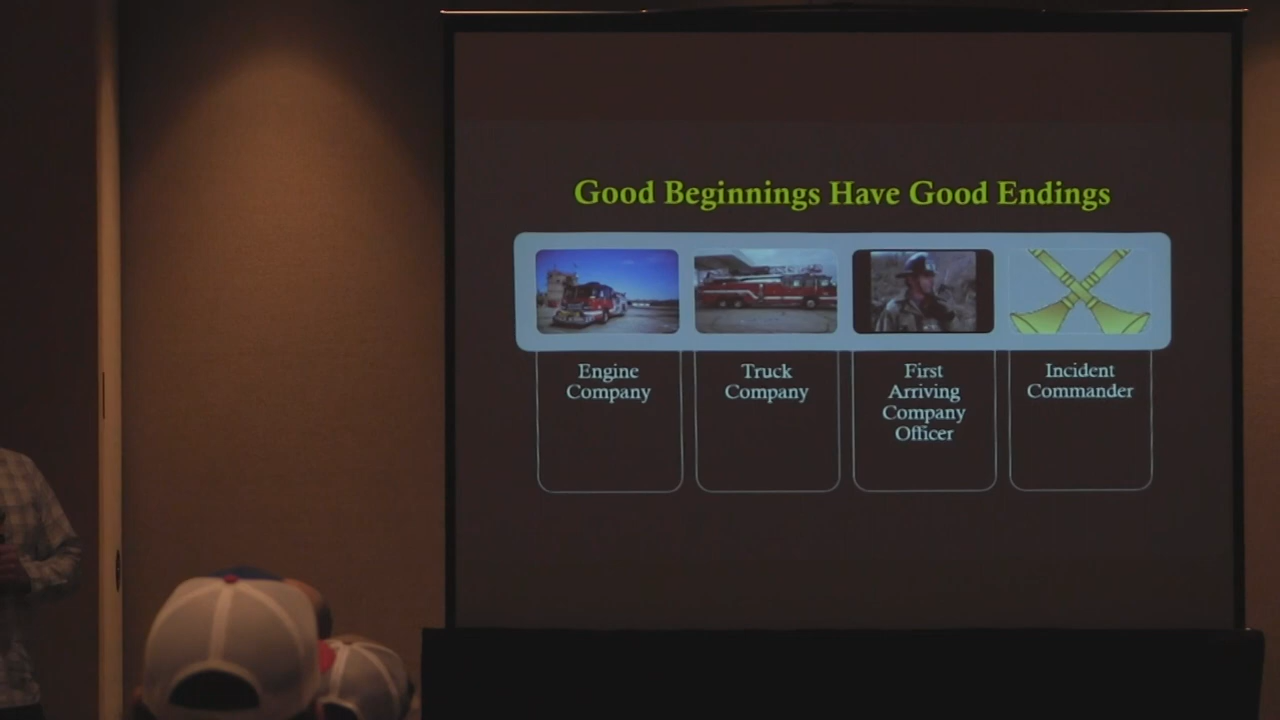 Good Beginnings Have Good Endings
Engine
Company
Truck
Company
First
Arriving
Company
Officer
Incident
Commander